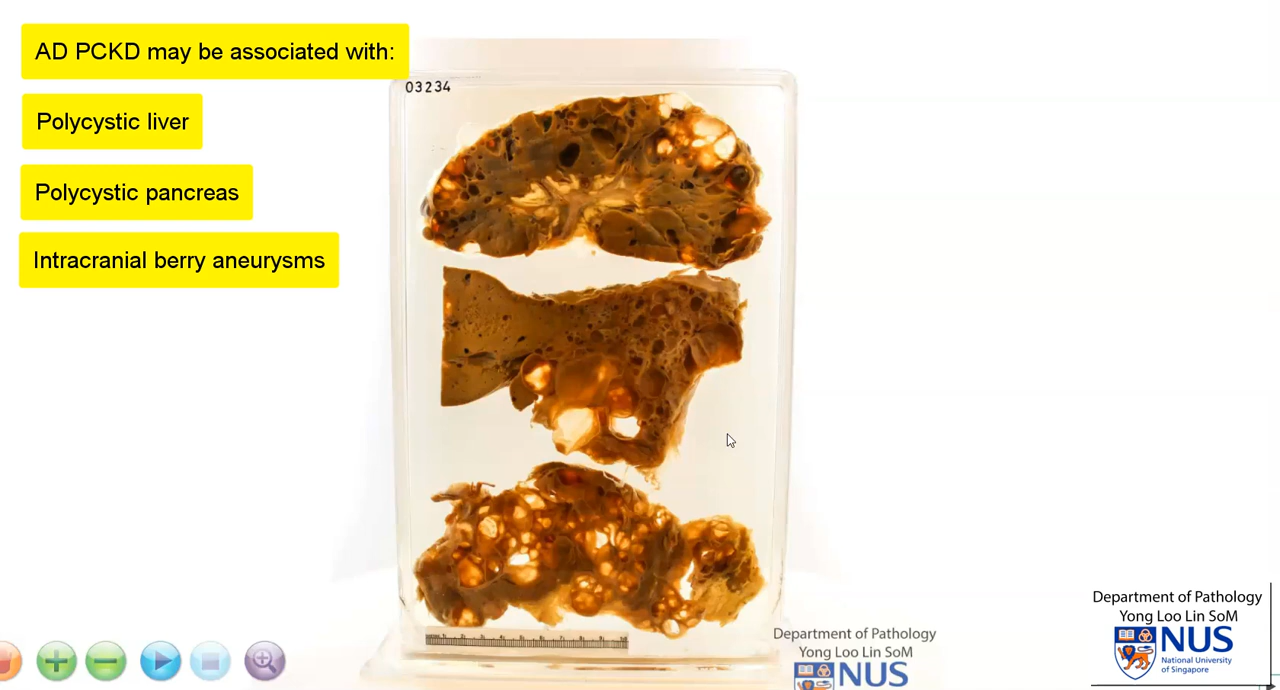 AD PCKD may be associated with:
Polycystic liver
Polycystic pancreas
Intracranial berry aneurysms
03234
Department of Pathology
Yong Loo Lin SoM
NUS
Department of Pathology
Yong Loo Lin SoM
NUS
National University
of Singapore